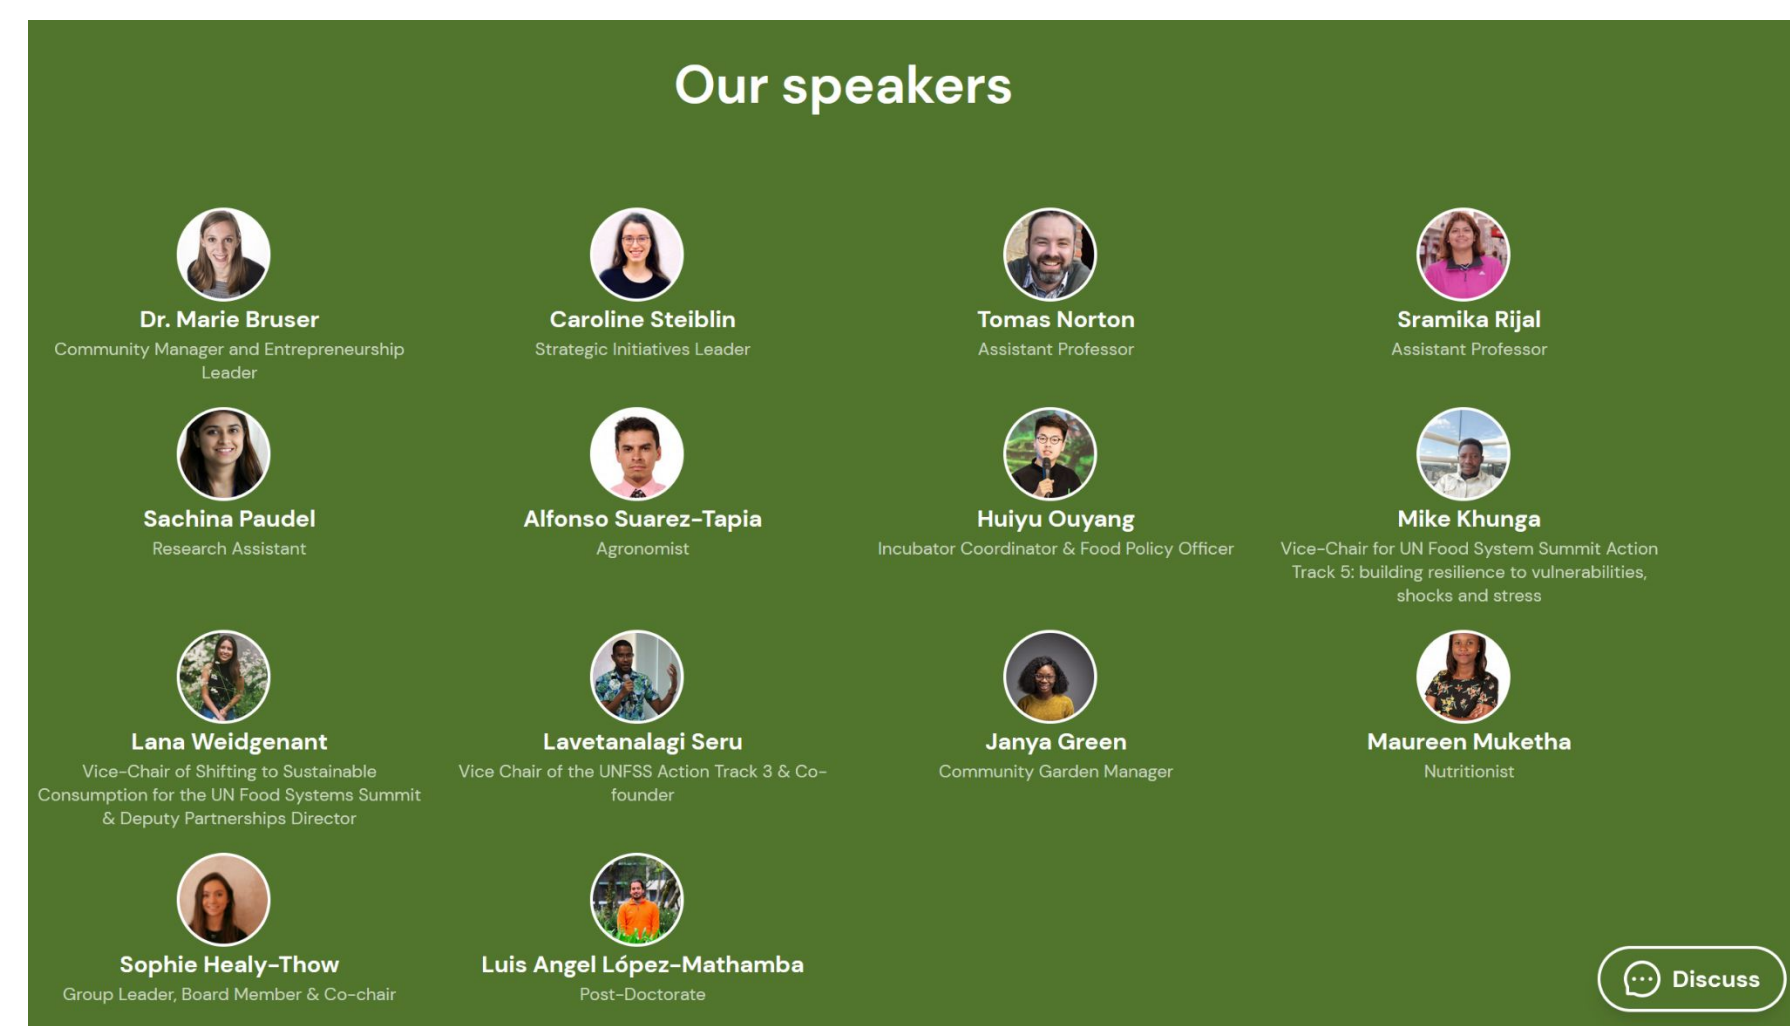 Our speakers
Dr. Marie Bruser
Community Manager and Entrepreneurship
Leader
Caroline Steiblin
Strategic Initiatives Leader
Tomas Norton
Assistant Professor
Sramika Rijal
Assistant Professor
Sachina Paudel
Research Assistant
Alfonso Suarez-Tapia
Agronomist
Huiyu Ouyang
Incubator Coordinator & Food Policy Officer
Mike Khunga
Vice-Chair for UN Food System Summit Action
Track 5: building resilience to vulnerabilities,
shocks and stress
Lana Weidgenant
Vice-Chair of Shifting to Sustainable
Consumption for the UN Food Systems Summit
& Deputy Partnerships Director
Lavetanalagi Seru
Vice Chair of the UNFSS Action Track 3 & Co-
founder
Janya Green
Community Garden Manager
Maureen Muketha
Nutritionist
Sophie Healy-Thow
Group Leader, Board Member & Co-chair
Luis Angel López-Mathamba
Post-Doctorate
Discuss